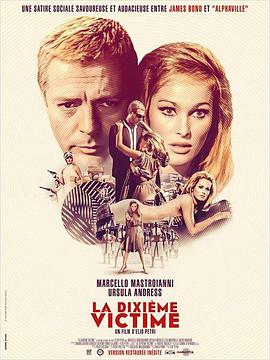 UNE SATIRE SOCIALE SAVOUREUSE ET AUDACIEUSE ENTRE JAMES BOND ET "ALPHAVILLE"
MARCELLO MASTROIANNI
URSULA ANDRESS
LA DIXIÈME
VICTIME
UN FILM D'ELIO PETRI
VERSION RESTAURÉE INÉDITE